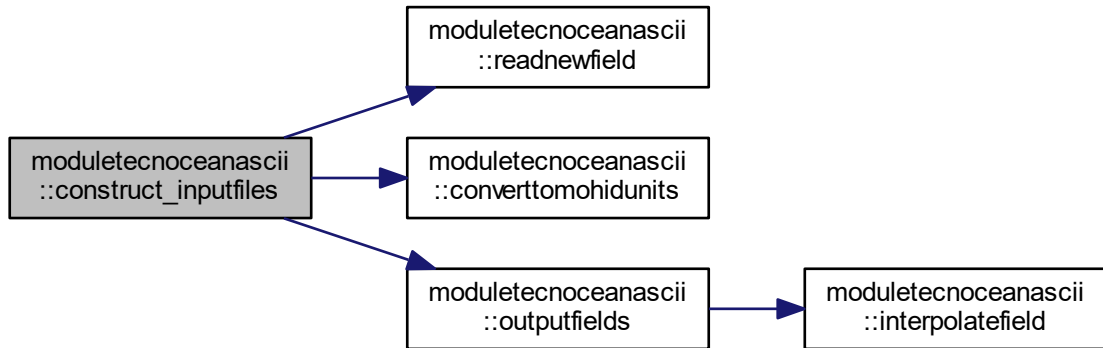 moduletecnoceanascii
::readnewfield
moduletecnoceanascii
::construct_inputfiles
moduletecnoceanascii
::converttomohidunits
moduletecnoceanascii
::outputfields
moduletecnoceanascii
::interpolatefield